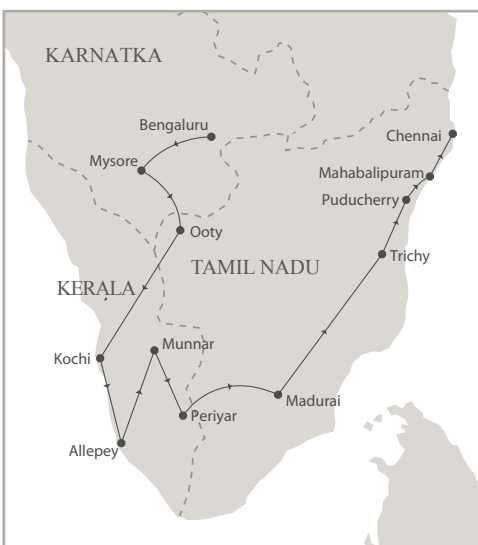 KARNATKA
Bengaluru
Chennai
Mysore
Mahabalipuram
Puducherry
Ooty
Trichy
TAMIL NADU
KERALA
Munnar
Kochi
Madurai
Periyar
Allepey